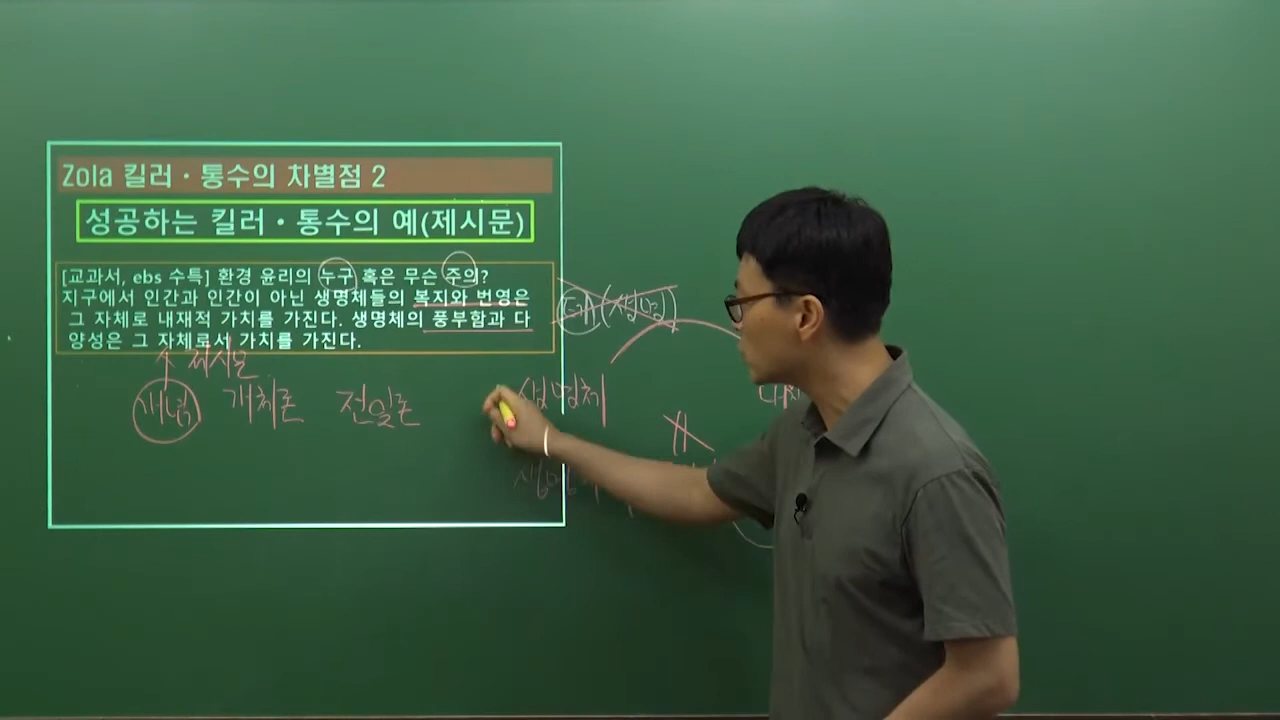 Zola 킬러·통수의 차별점 2
성공하는 킬러·통수의 예(제시문)
[교과서, ebs 수특] 환경 윤리의 누구 혹은 무슨 주의?
지구에서 인간과 인간이 아닌 생명체들의 복지와 번영은
그 자체로 내재적 가치를 가진다. 생명체의 풍부함과 다
양성은 그 자체로서 가치를 가진다.
제시문
개념 개체론 전일론
생명체